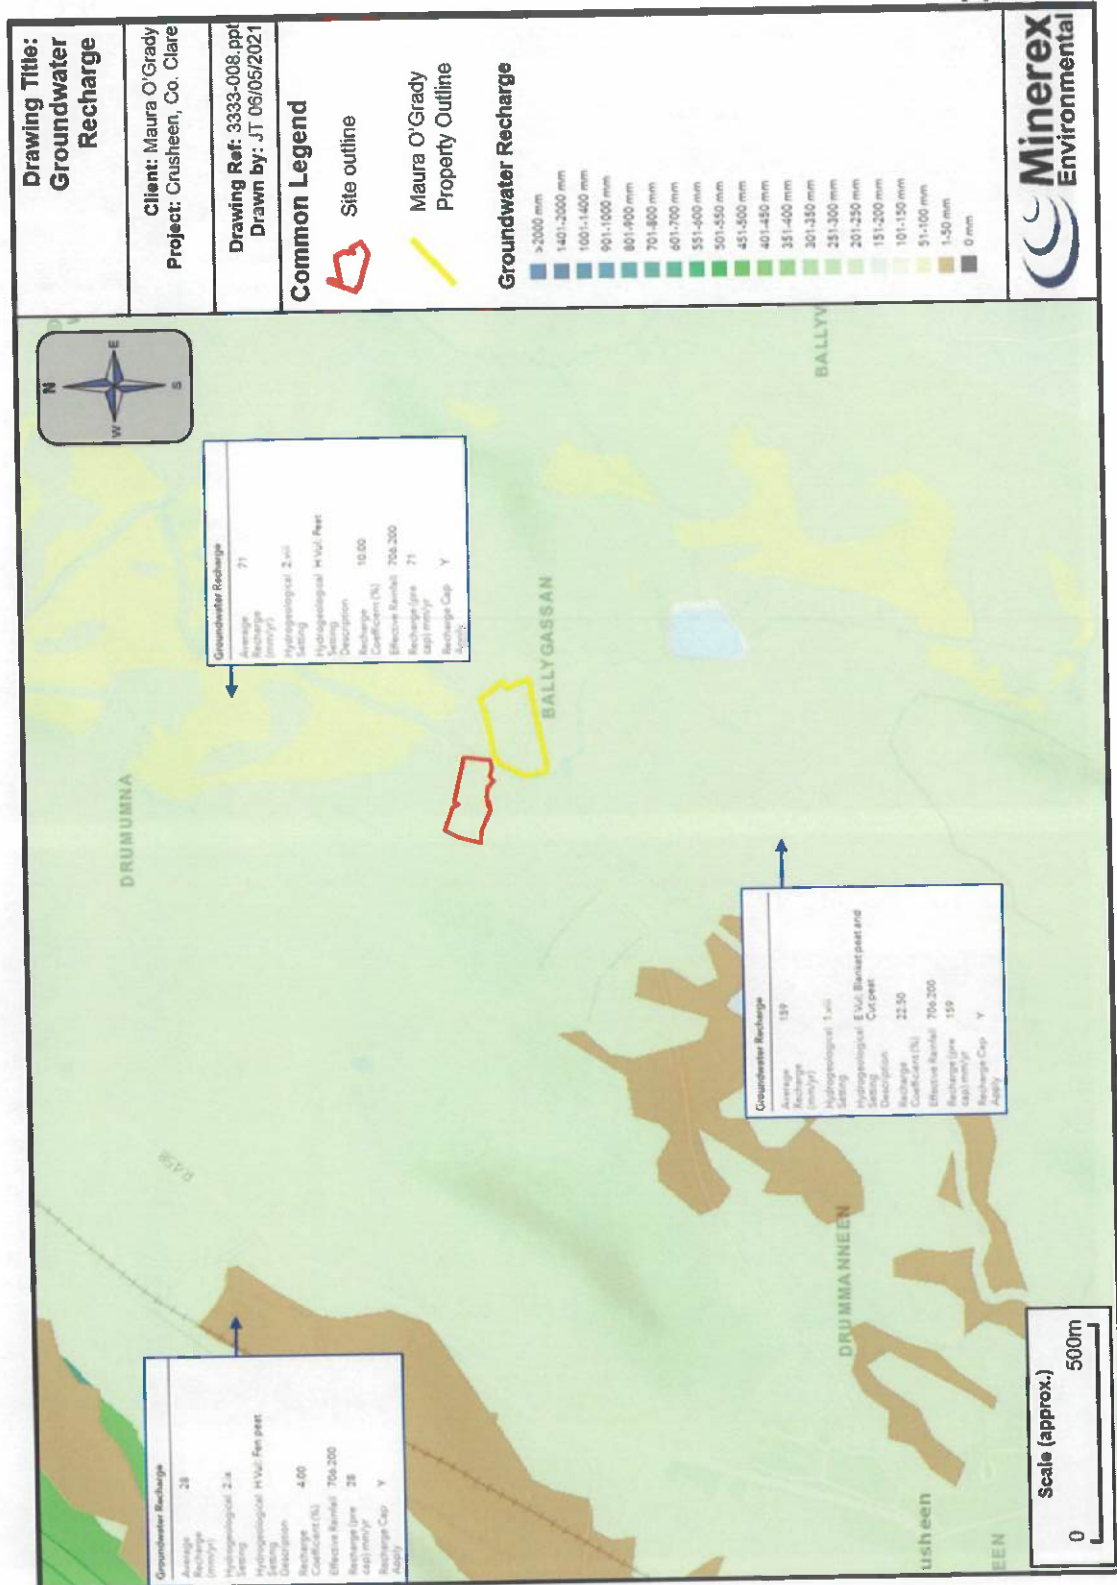 Drawing Title:
Groundwater
Recharge
Client: Maura O'Grady
Project: Crusheen, Co. Clare
Drawing Ref: 3333-008.ppt
Drawn by: JT 06/05/2021
Common Legend
Site outline
Maura O'Grady
Property Outline
Groundwater Recharge
>2000 mm
1401-2000 mm
1001-1400 mm
901-1000 mm
801-900 mm
701-800 mm
601-700 mm
551-600 mm
501-550 mm
451-500 mm
401-450 mm
351-400 mm
301-350 mm
251-300 mm
201-250 mm
151-200 mm
101-150 mm
51-100 mm
1-50 mm
0 mm
Minerex
Environmental
N
W
E
S
DRUMUMNA
BALLYGASSAN
BALLYV
DRUMMANNEEN
usheen
EEN
R458
Groundwater Recharge
Average 71
Recharge
(mm/yr)
Hydrogeological 2.vii
Setting
Hydrogeological H Vul: Peat
Setting
Description
Recharge 10.00
Coefficient (%)
Effective Rainfall 706.200
Recharge (pre 71
cap) mm/yr
Recharge Cap Y
Apply
Groundwater Recharge
Average 28
Recharge
(mm/yr)
Hydrogeological 2.ix
Setting
Hydrogeological H Vul: Fen peat
Setting
Description
Recharge 4.00
Coefficient (%)
Effective Rainfall 706.200
Recharge (pre 28
cap) mm/yr
Recharge Cap Y
Apply
Groundwater Recharge
Average 159
Recharge
(mm/yr)
Hydrogeological 1.xiii
Setting
Hydrogeological E Vul: Blanket peat and
Setting Cut peat
Description
Recharge 22.50
Coefficient (%)
Effective Rainfall 706.200
Recharge (pre 159
cap) mm/yr
Recharge Cap Y
Apply
Scale (approx.)
0 500m